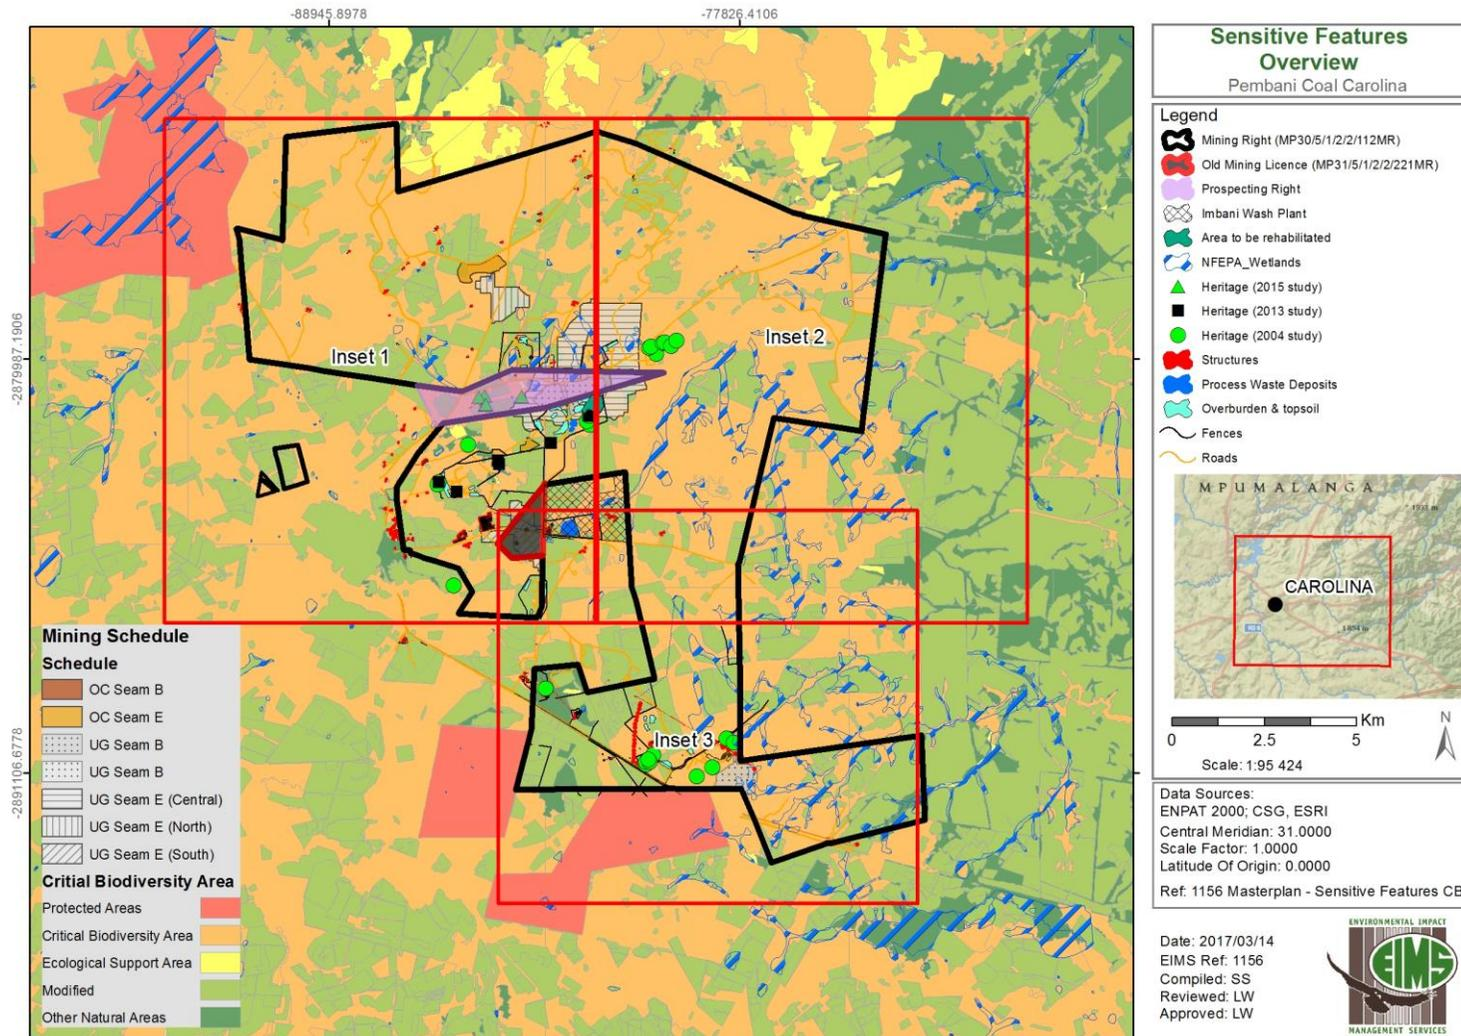 -88945.8978
-77826.4106
-2879987.1906
-2891106.6778
Inset 1
Inset 2
Inset 3
Mining Schedule
Schedule
OC Seam B
OC Seam E
UG Seam B
UG Seam B
UG Seam E (Central)
UG Seam E (North)
UG Seam E (South)
Critial Biodiversity Area
Protected Areas
Critical Biodiversity Area
Ecological Support Area
Modified
Other Natural Areas
Sensitive Features
Overview
Pembani Coal Carolina
Legend
Mining Right (MP30/5/1/2/2/112MR)
Old Mining Licence (MP31/5/1/2/2/221MR)
Prospecting Right
Imbani Wash Plant
Area to be rehabilitated
NFEPA_Wetlands
Heritage (2015 study)
Heritage (2013 study)
Heritage (2004 study)
Structures
Process Waste Deposits
Overburden & topsoil
Fences
Roads
MPUMALANGA
CAROLINA
Km
0 2.5 5
N
Scale: 1:95 424
Data Sources:
ENPAT 2000; CSG, ESRI
Central Meridian: 31.0000
Scale Factor: 1.0000
Latitude Of Origin: 0.0000
Ref: 1156 Masterplan - Sensitive Features CB
Date: 2017/03/14
EIMS Ref: 1156
Compiled: SS
Reviewed: LW
Approved: LW
ENVIRONMENTAL IMPACT
EIMS
MANAGEMENT SERVICES